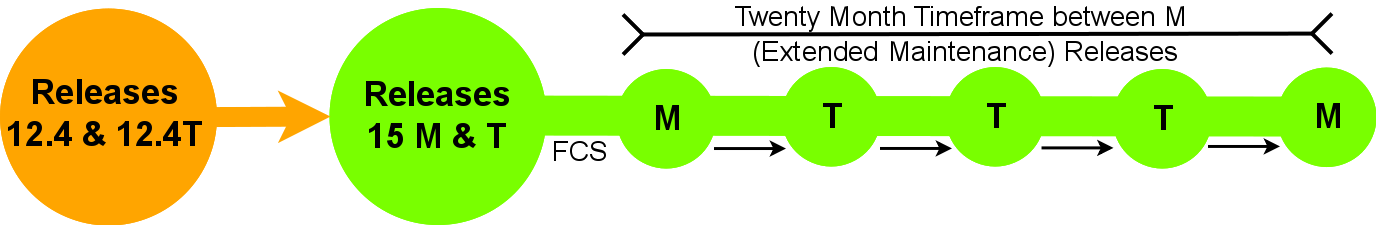 Releases
12.4 & 12.4T
Releases
15 M & T
FCS
Twenty Month Timeframe between M
(Extended Maintenance) Releases
M
T
T
T
M